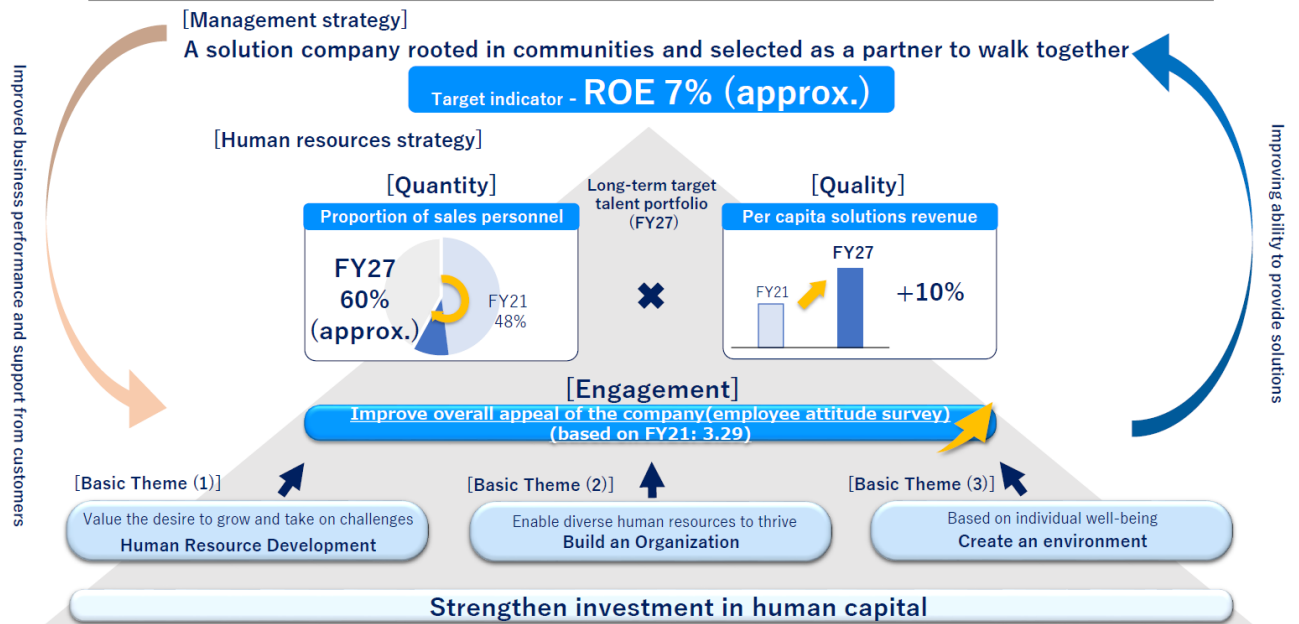 [Management strategy]
A solution company rooted in communities and selected as a partner to walk together
Target indicator - ROE 7% (approx.)
[Human resources strategy]
[Quantity]
Proportion of sales personnel
FY27
60%
(approx.)
FY21
48%
Long-term target
talent portfolio
(FY27)
[Quality]
Per capita solutions revenue
FY21
FY27
+10%
[Engagement]
Improve overall appeal of the company(employee attitude survey)
(based on FY21: 3.29)
[Basic Theme (1)]
Value the desire to grow and take on challenges
Human Resource Development
[Basic Theme (2)]
Enable diverse human resources to thrive
Build an Organization
[Basic Theme (3)]
Based on individual well-being
Create an environment
Strengthen investment in human capital
Improved business performance and support from customers
Improving ability to provide solutions